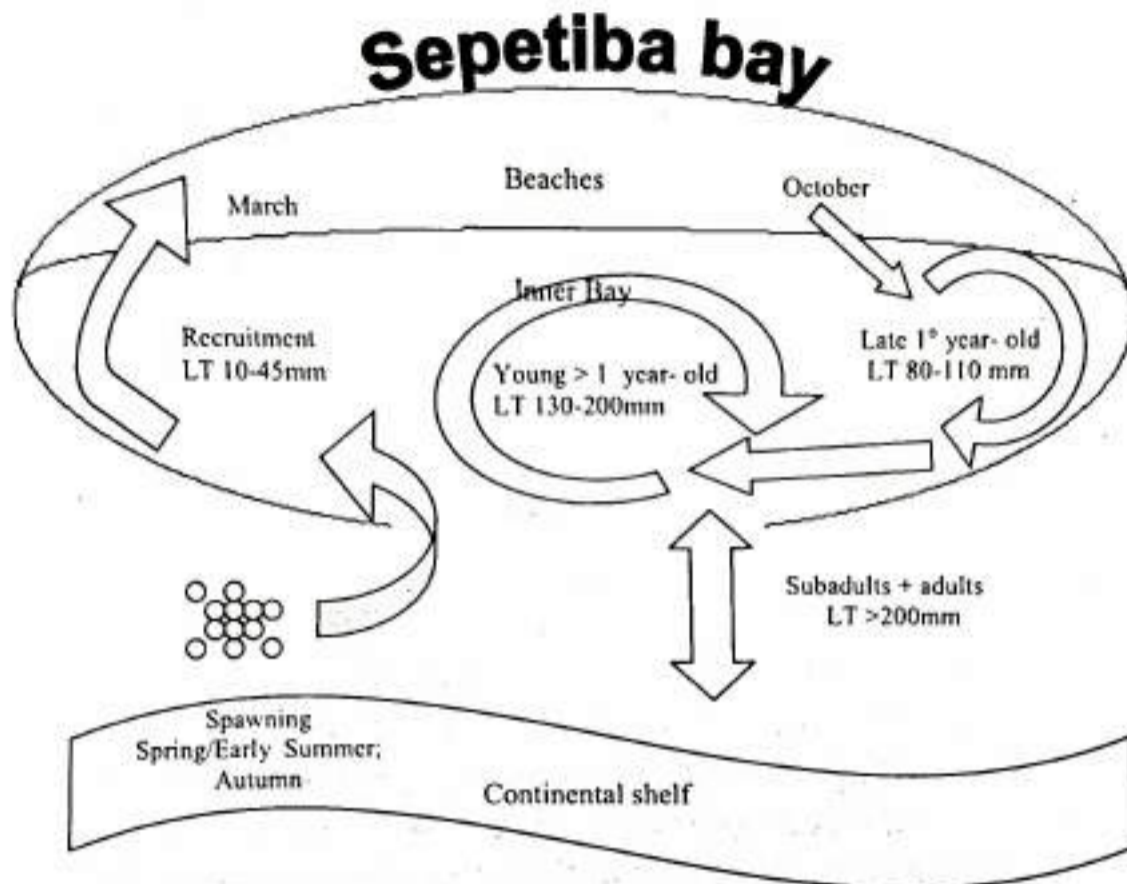 Sepetiba bay
Beaches
October
March
Inner Bay
Recruitment
LT 10-45mm
Young > 1 year- old
LT 130-200mm
Late 1° year- old
LT 80-110 mm
Subadults + adults
LT >200mm
Spawning
Spring/Early Summer;
Autumn
Continental shelf